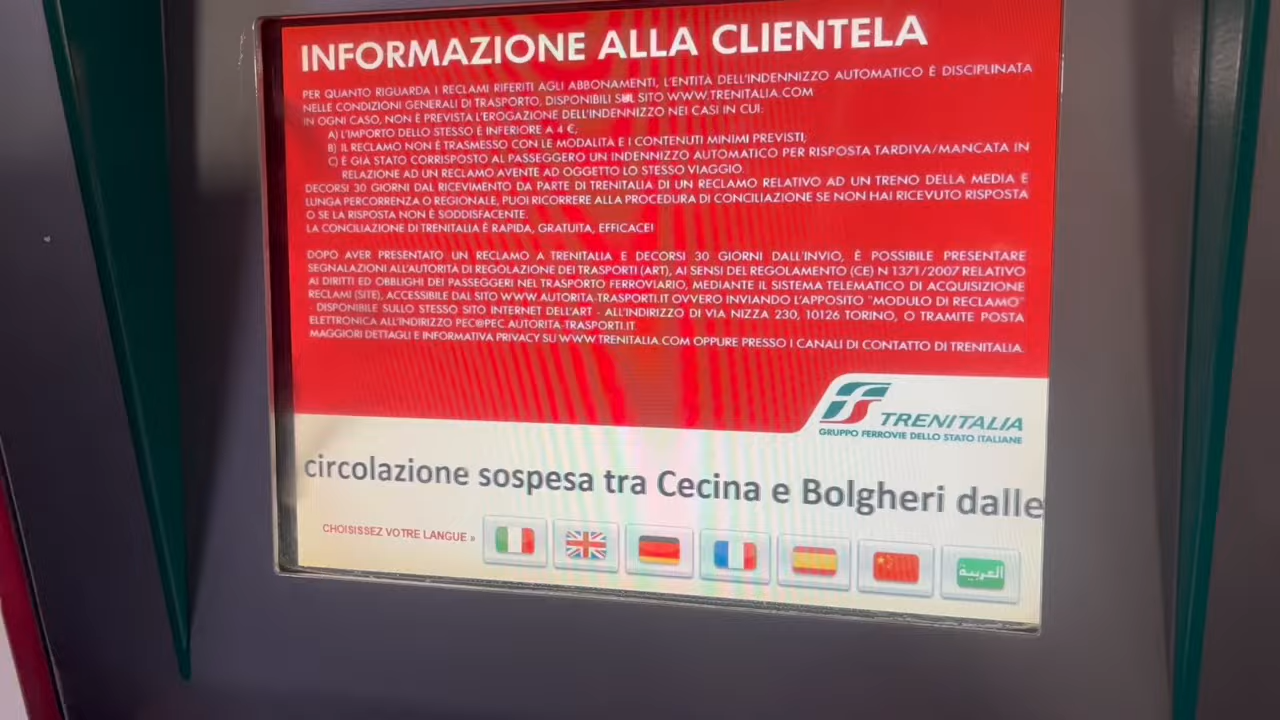 INFORMAZIONE ALLA CLIENTELA
PER QUANTO RIGUARDA I RECLAMI RIFERITI AGLI ABBONAMENTI, L'ENTITÀ DELL'INDENNIZZO AUTOMATICO È DISCIPLINATA
NELLE CONDIZIONI GENERALI DI TRASPORTO, DISPONIBILI SUL SITO WWW.TRENITALIA.COM
IN OGNI CASO, NON È PREVISTA L'EROGAZIONE DELL'INDENNIZZO NEI CASI IN CUI:
A) L'IMPORTO DELLO STESSO È INFERIORE A 4 €;
B) IL RECLAMO NON È TRASMESSO CON LE MODALITÀ E I CONTENUTI MINIMI PREVISTI;
C) È GIÀ STATO CORRISPOSTO AL PASSEGGERO UN INDENNIZZO AUTOMATICO PER RISPOSTA TARDIVA/MANCATA IN
RELAZIONE AD UN RECLAMO AVENTE AD OGGETTO LO STESSO VIAGGIO.
DECORSI 30 GIORNI DAL RICEVIMENTO DA PARTE DI TRENITALIA DI UN RECLAMO RELATIVO AD UN TRENO DELLA MEDIA E
LUNGA PERCORRENZA O REGIONALE, PUOI RICORRERE ALLA PROCEDURA DI CONCILIAZIONE SE NON HAI RICEVUTO RISPOSTA
O SE LA RISPOSTA NON È SODDISFACENTE.
LA CONCILIAZIONE DI TRENITALIA È RAPIDA, GRATUITA, EFFICACE!
DOPO AVER PRESENTATO UN RECLAMO A TRENITALIA E DECORSI 30 GIORNI DALL'INVIO, È POSSIBILE PRESENTARE
SEGNALAZIONI ALL'AUTORITÀ DI REGOLAZIONE DEI TRASPORTI (ART), AI SENSI DEL REGOLAMENTO (CE) N 1371/2007 RELATIVO
AI DIRITTI ED OBBLIGHI DEI PASSEGGERI NEL TRASPORTO FERROVIARIO, MEDIANTE IL SISTEMA TELEMATICO DI ACQUISIZIONE
RECLAMI (SITE), ACCESSIBILE DAL SITO WWW.AUTORITA-TRASPORTI.IT OVVERO INVIANDO L'APPOSITO "MODULO DI RECLAMO"
- DISPONIBILE SULLO STESSO SITO INTERNET DELL'ART - ALL'INDIRIZZO DI VIA NIZZA 230, 10126 TORINO, O TRAMITE POSTA
ELETTRONICA ALL'INDIRIZZO PEC@PEC.AUTORITA-TRASPORTI.IT
MAGGIORI DETTAGLI E INFORMATIVA PRIVACY SU WWW.TRENITALIA.COM OPPURE PRESSO I CANALI DI CONTATTO DI TRENITALIA.
TRENITALIA
GRUPPO FERROVIE DELLO STATO ITALIANE
circolazione sospesa tra Cecina e Bolgheri dalle
CHOISISSEZ VOTRE LANGUE »
العربية